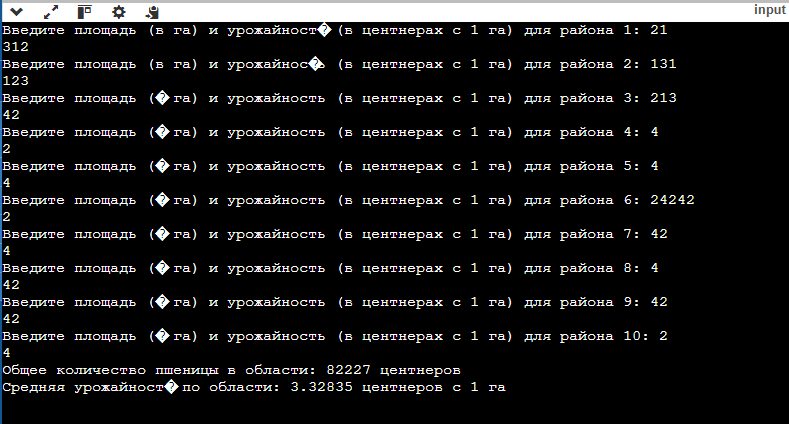 input
Введите площадь (в га) и урожайност� (в центнерах с 1 га) для района 1: 21
312
Введите площадь (в га) и урожайнос�ь (в центнерах с 1 га) для района 2: 131
123
Введите площадь (� га) и урожайность (в центнерах с 1 га) для района 3: 213
42
Введите площадь (� га) и урожайность (в центнерах с 1 га) для района 4: 4
2
Введите площадь (� га) и урожайность (в центнерах с 1 га) для района 5: 4
4
Введите площадь (� га) и урожайность (в центнерах с 1 га) для района 6: 24242
2
Введите площадь (� га) и урожайность (в центнерах с 1 га) для района 7: 42
4
Введите площадь (� га) и урожайность (в центнерах с 1 га) для района 8: 4
42
Введите площадь (� га) и урожайность (в центнерах с 1 га) для района 9: 42
42
Введите площадь (� га) и урожайность (в центнерах с 1 га) для района 10: 2
4
Общее количество пшеницы в области: 82227 центнеров
Средняя урожайност� по области: 3.32835 центнеров с 1 га